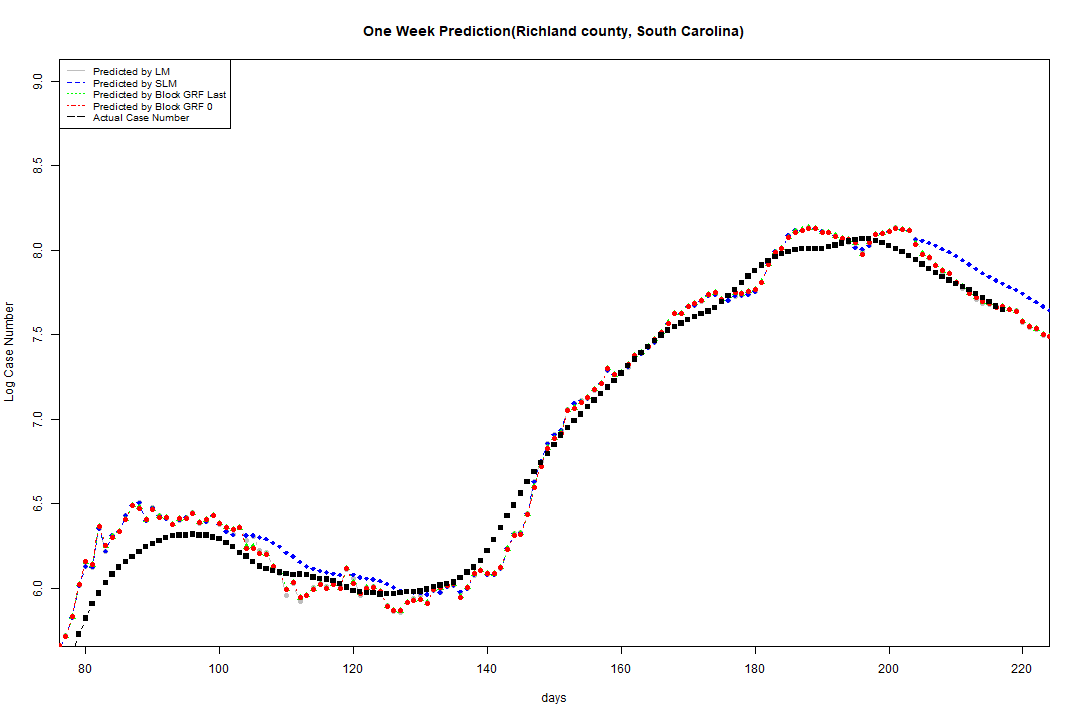 One Week Prediction(Richland county, South Carolina)
Predicted by LM
Predicted by SLM
Predicted by Block GRF Last
Predicted by Block GRF 0
Actual Case Number
9.0
8.5
8.0
7.5
7.0
6.5
6.0
Log Case Number
80 100 120 140 160 180 200 220
days